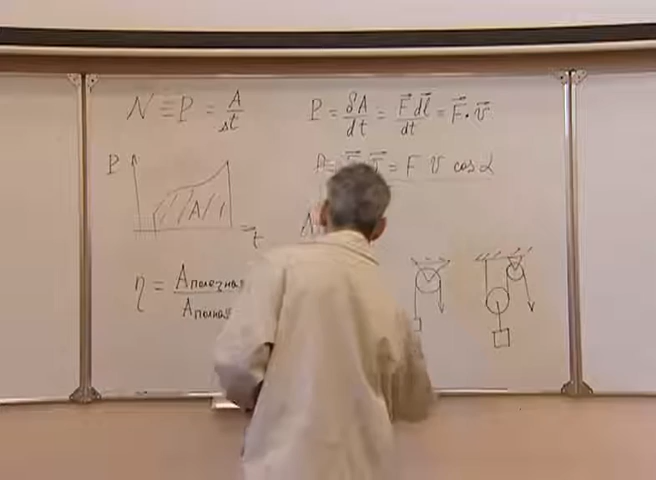 N ≡ P = A/Δt
P = δA/dt = F⃗dl⃗/dt = F⃗·v⃗
= F v cos α
P
A
t
η = Aполезная/Aполная